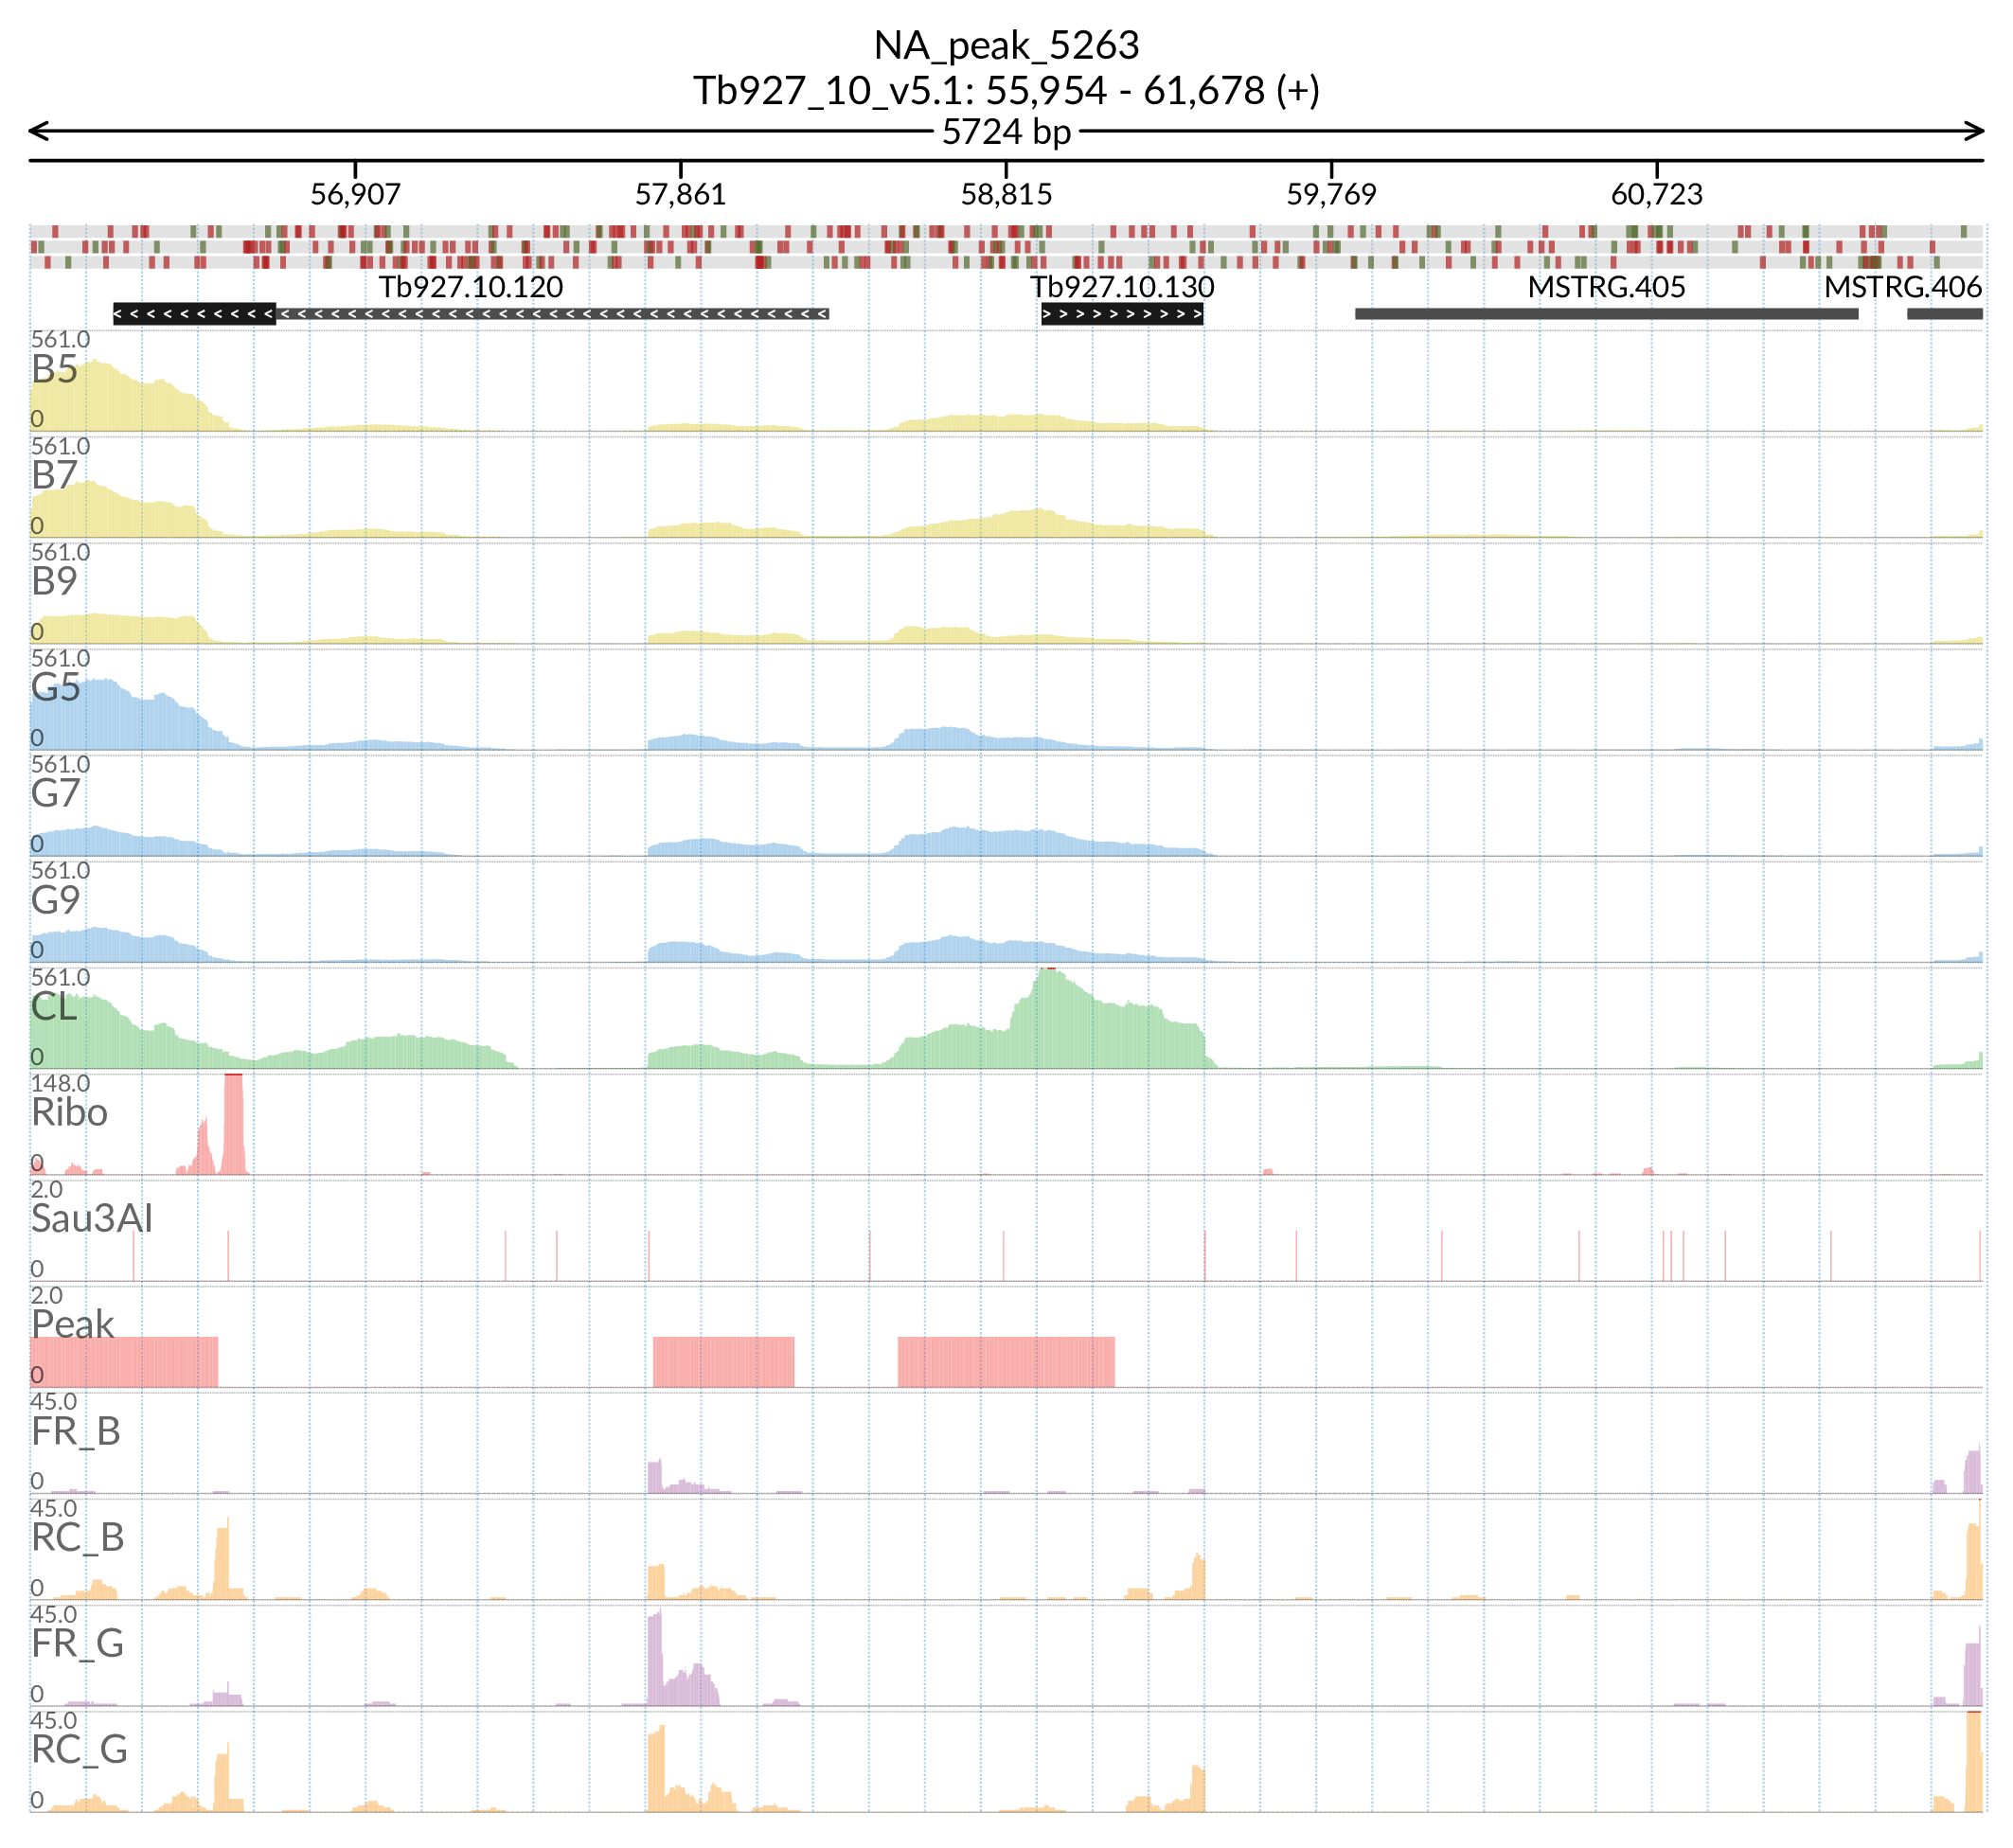 NA_peak_5263
Tb927_10_v5.1: 55,954 - 61,678 (+)
5724 bp
56,907 57,861 58,815 59,769 60,723
Tb927.10.120 Tb927.10.130 MSTRG.405 MSTRG.406
561.0
B5
0
561.0
B7
0
561.0
B9
0
561.0
G5
0
561.0
G7
0
561.0
G9
0
561.0
CL
0
148.0
Ribo
0
2.0
Sau3AI
0
2.0
Peak
0
45.0
FR_B
0
45.0
RC_B
0
45.0
FR_G
0
45.0
RC_G
0